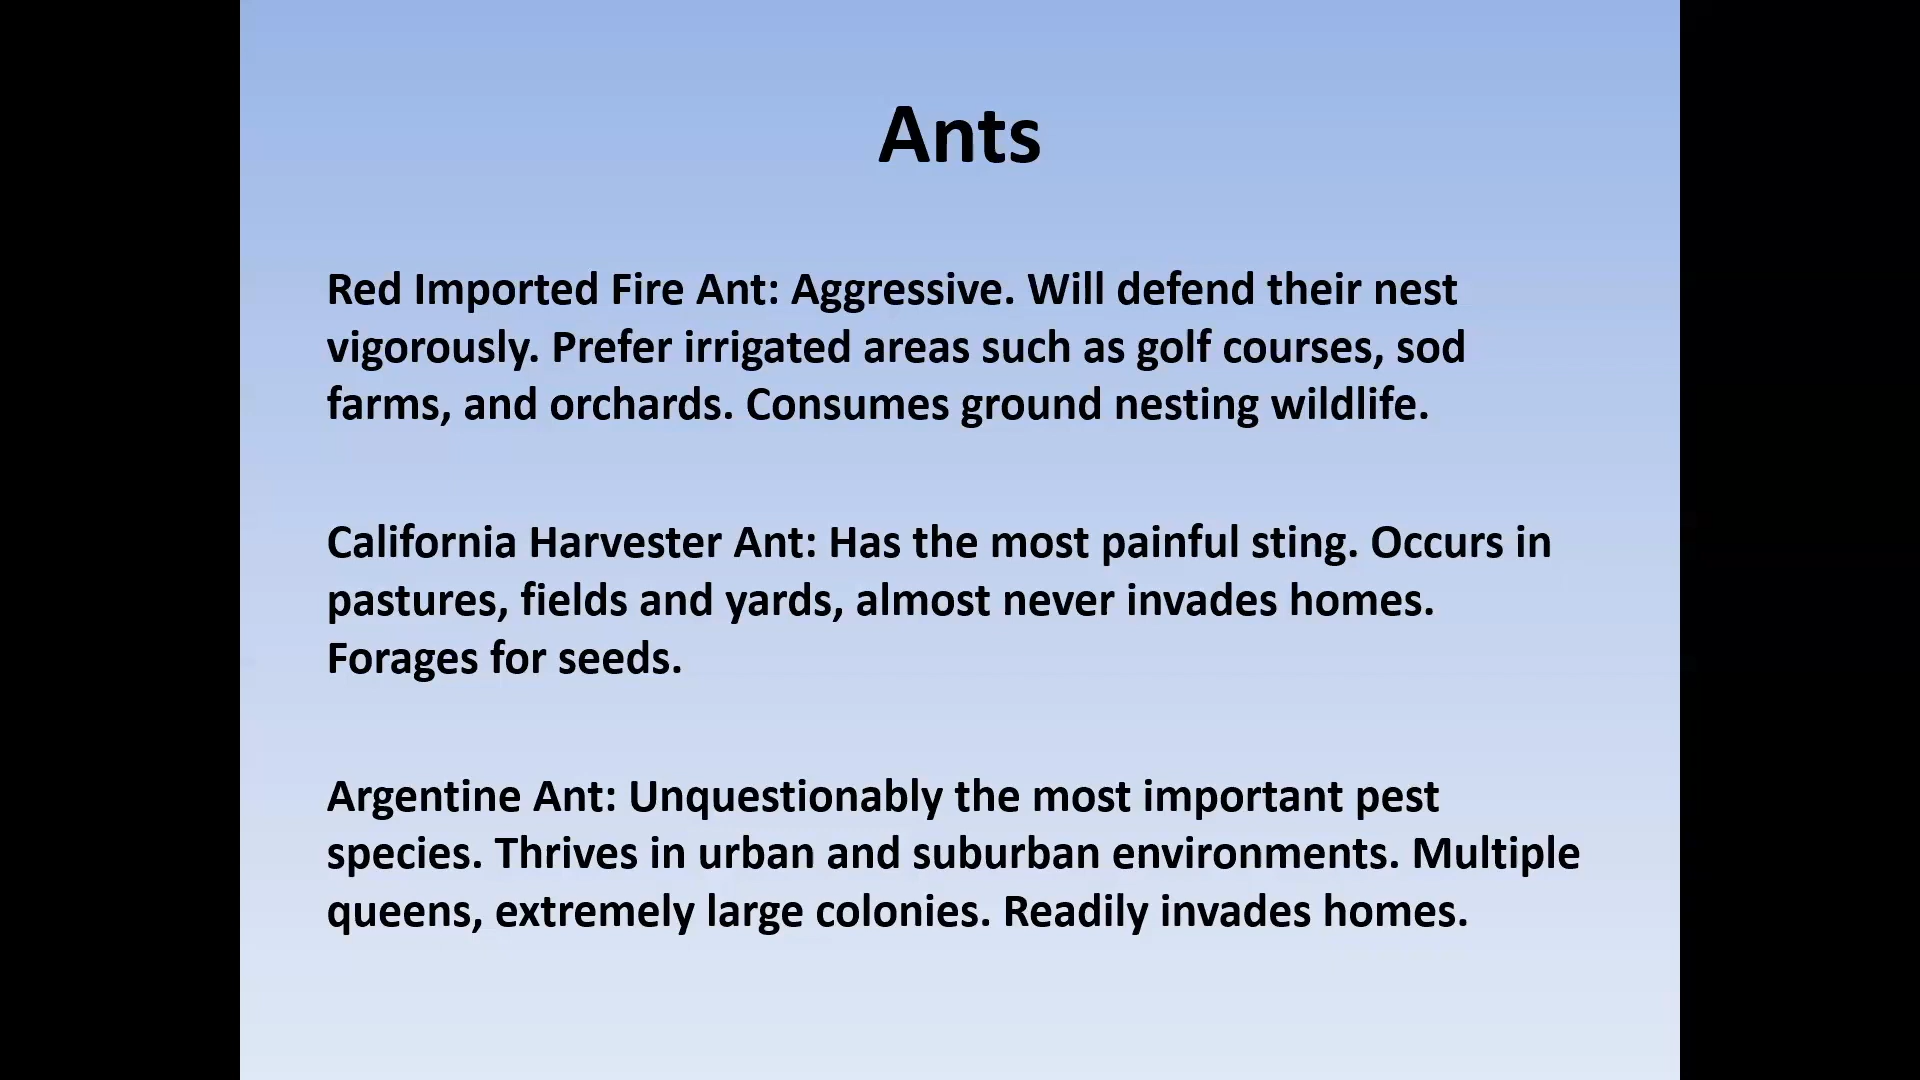 Ants
Red Imported Fire Ant: Aggressive. Will defend their nest
vigorously. Prefer irrigated areas such as golf courses, sod
farms, and orchards. Consumes ground nesting wildlife.
California Harvester Ant: Has the most painful sting. Occurs in
pastures, fields and yards, almost never invades homes.
Forages for seeds.
Argentine Ant: Unquestionably the most important pest
species. Thrives in urban and suburban environments. Multiple
queens, extremely large colonies. Readily invades homes.